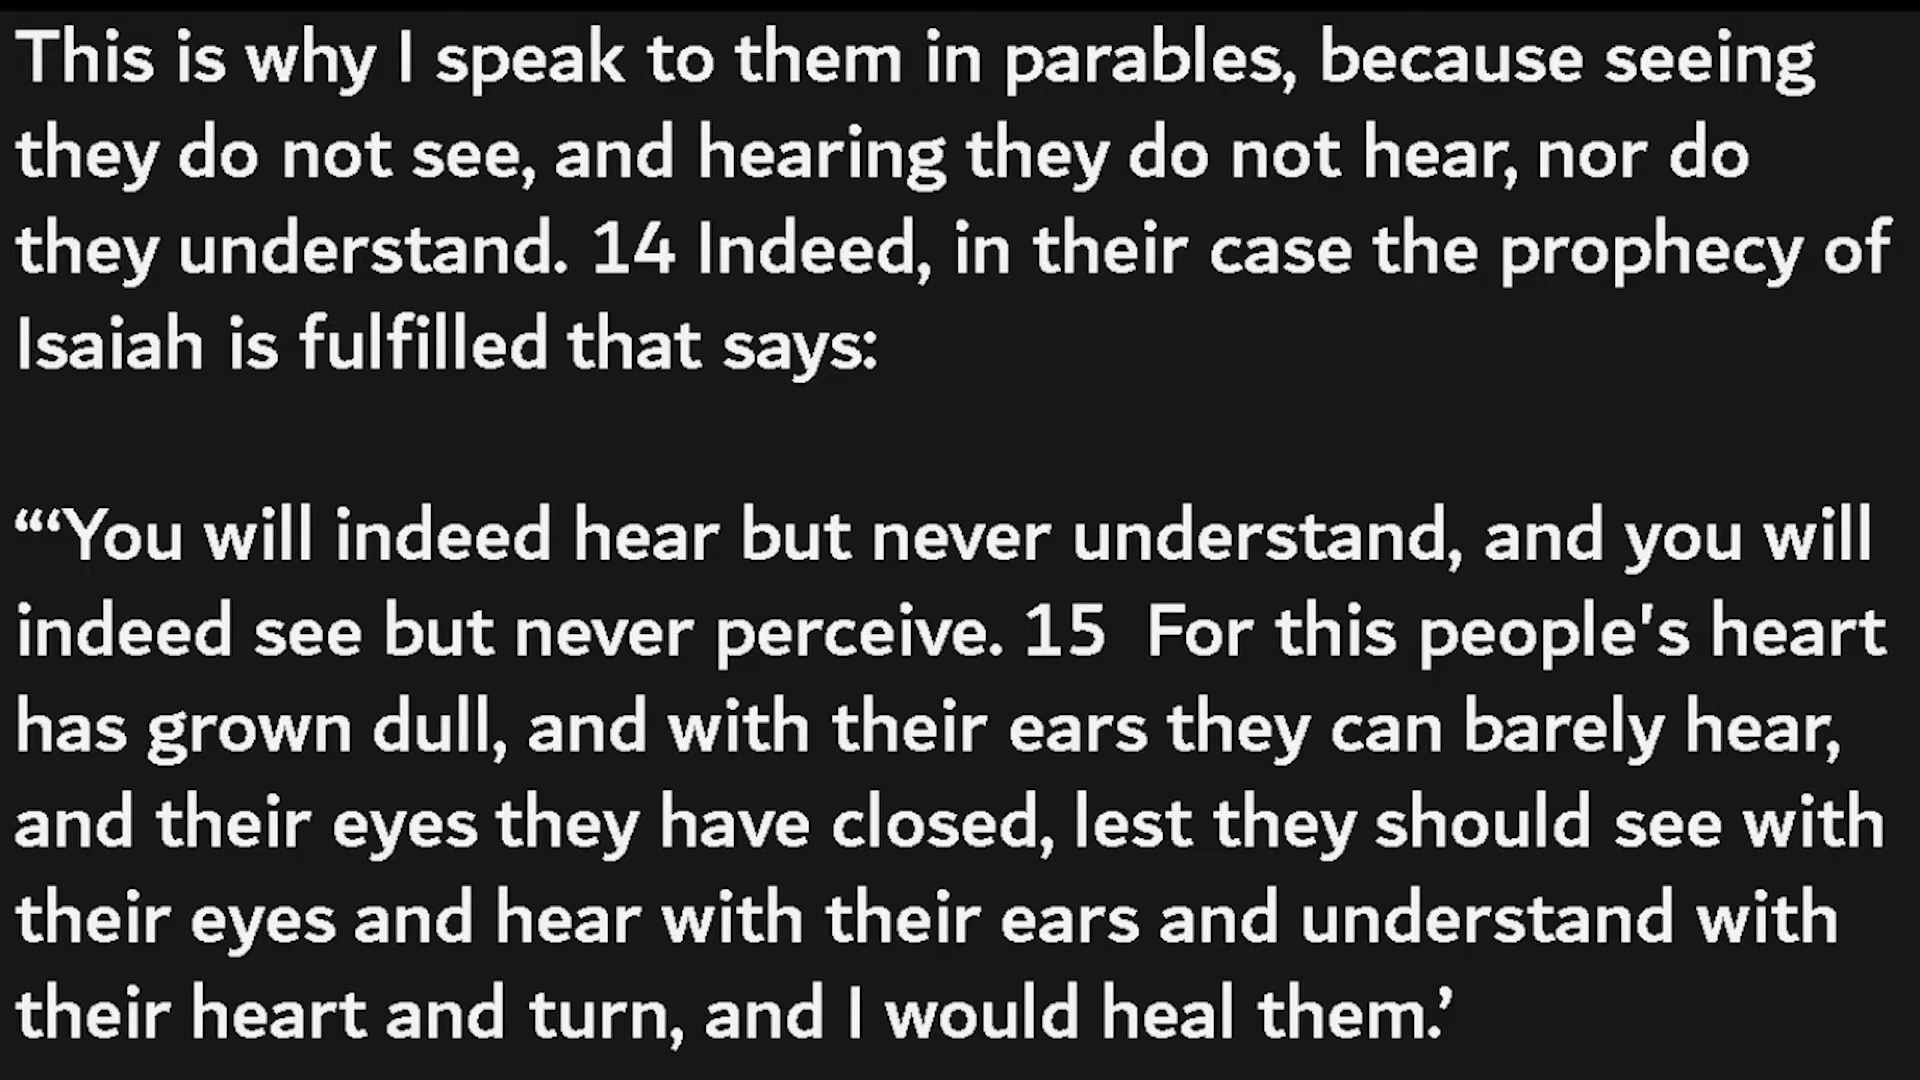 This is why I speak to them in parables, because seeing
they do not see, and hearing they do not hear, nor do
they understand. 14 Indeed, in their case the prophecy of
Isaiah is fulfilled that says:
“‘You will indeed hear but never understand, and you will
indeed see but never perceive. 15 For this people's heart
has grown dull, and with their ears they can barely hear,
and their eyes they have closed, lest they should see with
their eyes and hear with their ears and understand with
their heart and turn, and I would heal them.’